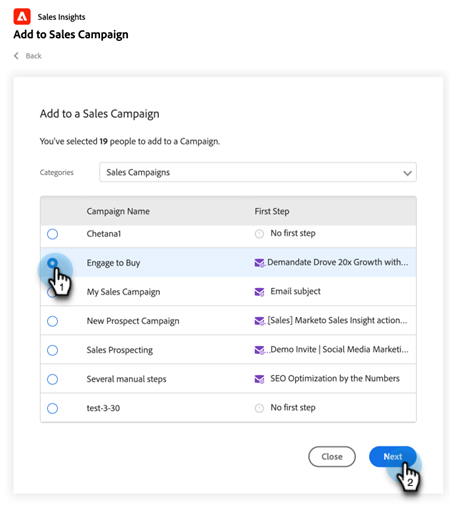 Sales Insights
Add to Sales Campaign
Back
Add to a Sales Campaign
You've selected 19 people to add to a Campaign.
Categories Sales Campaigns
Campaign Name First Step
Chetana1 No first step
Engage to Buy Demandate Drove 20x Growth with...
1
My Sales Campaign Email subject
New Prospect Campaign ...[Sales] Marketo Sales Insight action...
Sales Prospecting ...Demo Invite | Social Media Marketi...
Several manual steps SEO Optimization by the Numbers
test-3-30 No first step
Close Next
2